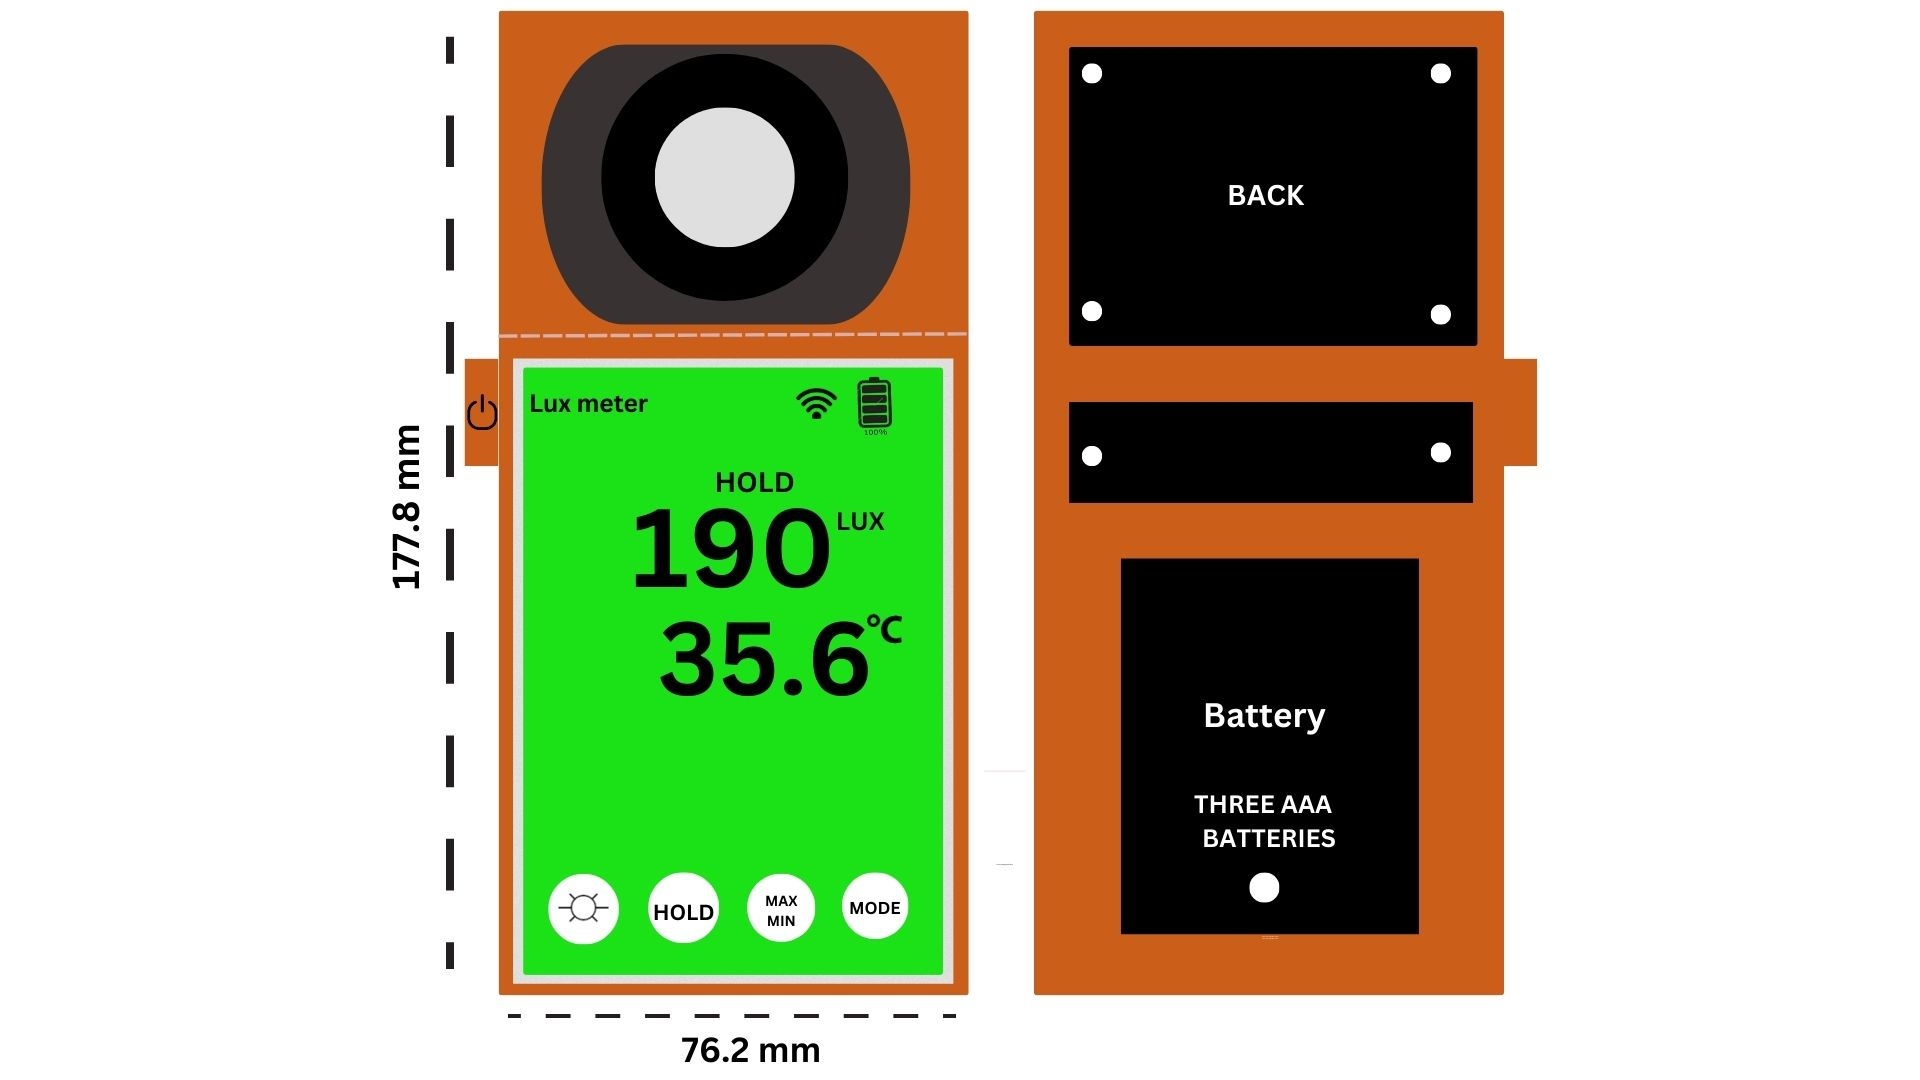 177.8 mm
Lux meter
100%
HOLD
190 LUX
35.6 °C
HOLD
MAX
MIN
MODE
76.2 mm
BACK
Battery
THREE AAA
BATTERIES